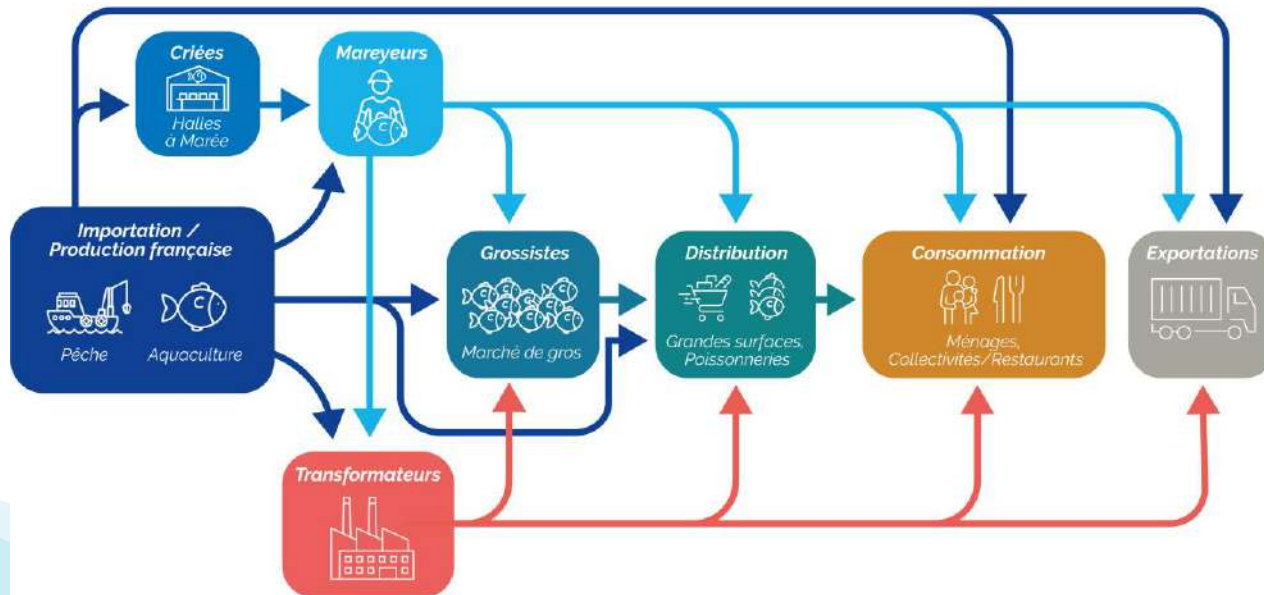 Criées
Halles
à Marée
Mareyeurs
Importation /
Production française
Pêche
Aquaculture
Grossistes
Marché de gros
Distribution
Grandes surfaces,
Poissonneries
Consommation
Ménages,
Collectivités/Restaurants
Exportations
Transformateurs